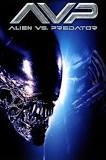 AVP
ALIEN VS. PREDATOR